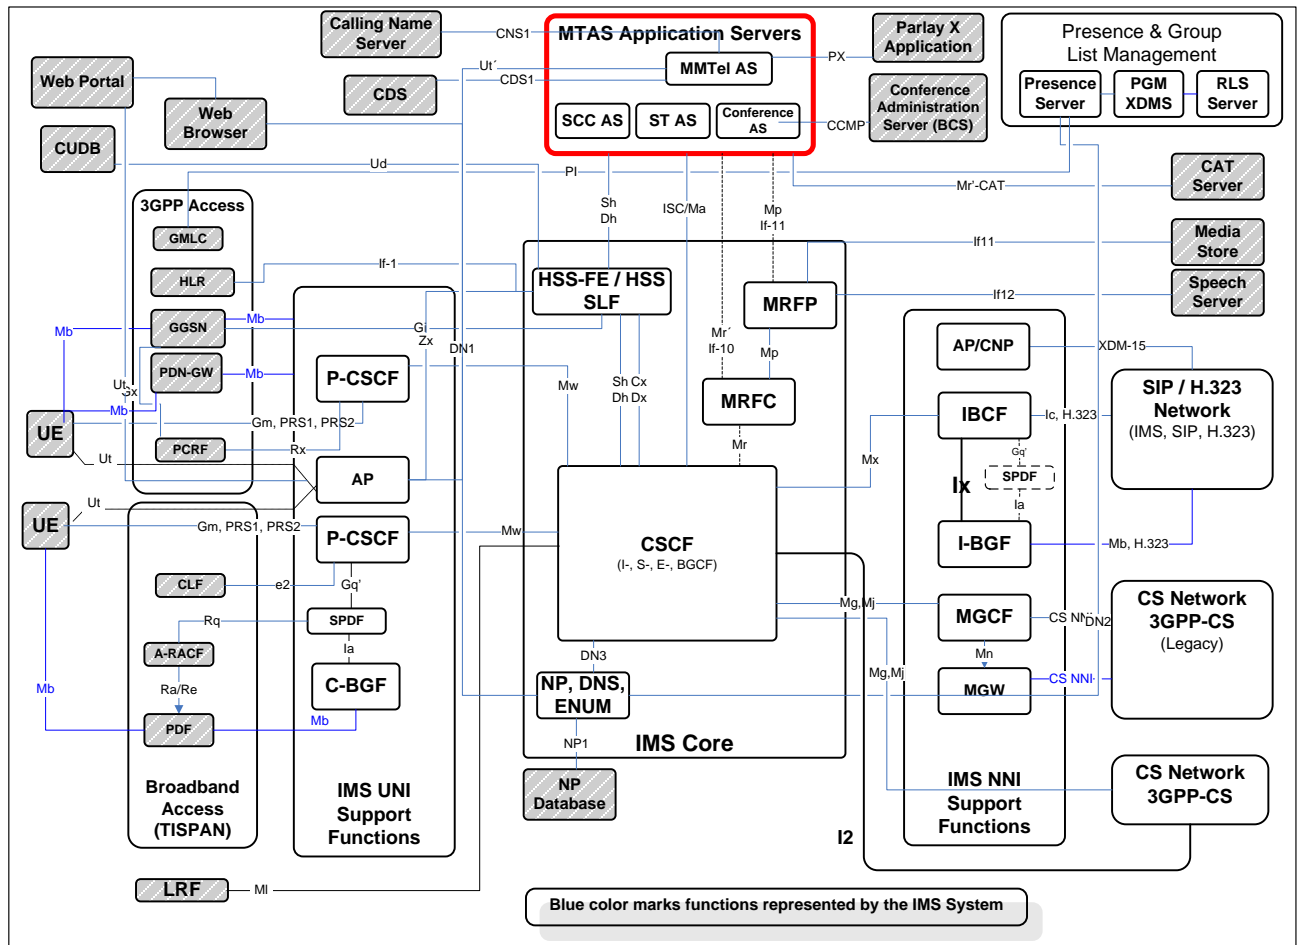 Calling Name
Server
CNS1
MTAS Application Servers
MMTel AS
SCC AS
ST AS
Conference
AS
PX
Parlay X
Application
Presence & Group
List Management
Presence
Server
PGM
XDMS
RLS
Server
Web Portal
Web
Browser
CDS
Ut´
CDS1
Conference
Administration
Server (BCS)
CCMP
CUDB
Ud
PI
Mr'-CAT
CAT
Server
3GPP Access
GMLC
HLR
GGSN
PDN-GW
PCRF
Sh
Dh
ISC/Ma
Mp
If-11
If11
Media
Store
If-1
HSS-FE / HSS
SLF
MRFP
If12
Speech
Server
Mb
Mb
Gi
Zx
DN1
Mr´
If-10
Mp
AP/CNP
XDM-15
Ut
Gx
Mb
Mb
P-CSCF
Mw
Sh Cx
Dh Dx
MRFC
SIP / H.323
Network
(IMS, SIP, H.323)
UE
Gm, PRS1, PRS2
Rx
Mr
IBCF
Ic, H.323
Ut
AP
Mx
Gq'
SPDF
Ix
Ia
Ut
UE
Gm, PRS1, PRS2
P-CSCF
Mw
CSCF
(I-, S-, E-, BGCF)
I-BGF
Mb, H.323
CLF
e2
Gq'
Mg,Mj
MGCF
CS NNI
DN2
CS Network
3GPP-CS
(Legacy)
Rq
SPDF
A-RACF
Ia
DN3
Mn
Mb
Ra/Re
C-BGF
NP, DNS,
ENUM
Mg,Mj
MGW
CS NNI
PDF
Mb
NP1
IMS Core
Broadband
Access
(TISPAN)
IMS UNI
Support
Functions
NP
Database
IMS NNI
Support
Functions
CS Network
3GPP-CS
I2
LRF
Ml
Blue color marks functions represented by the IMS System